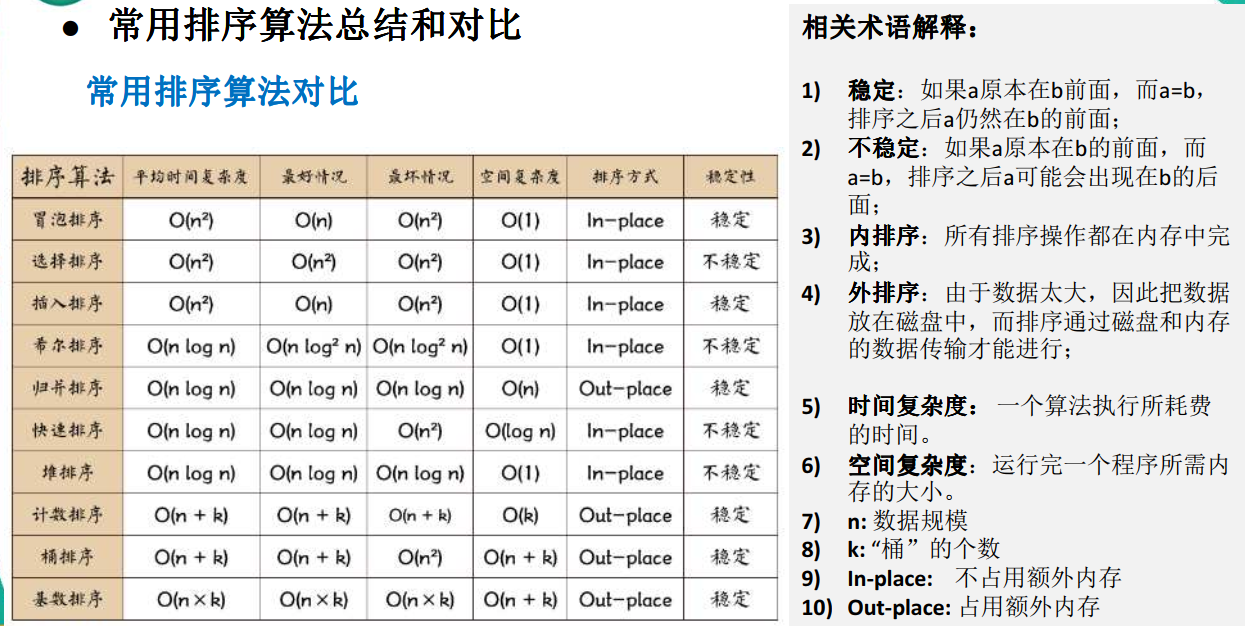 ● 常用排序算法总结和对比
常用排序算法对比
排序算法 平均时间复杂度 最好情况 最坏情况 空间复杂度 排序方式 稳定性
冒泡排序 O(n²) O(n) O(n²) O(1) In-place 稳定
选择排序 O(n²) O(n²) O(n²) O(1) In-place 不稳定
插入排序 O(n²) O(n) O(n²) O(1) In-place 稳定
希尔排序 O(n log n) O(n log² n) O(n log² n) O(1) In-place 不稳定
归并排序 O(n log n) O(n log n) O(n log n) O(n) Out-place 稳定
快速排序 O(n log n) O(n log n) O(n²) O(log n) In-place 不稳定
堆排序 O(n log n) O(n log n) O(n log n) O(1) In-place 不稳定
计数排序 O(n + k) O(n + k) O(n + k) O(k) Out-place 稳定
桶排序 O(n + k) O(n + k) O(n²) O(n + k) Out-place 稳定
基数排序 O(n×k) O(n×k) O(n×k) O(n + k) Out-place 稳定
相关术语解释：
1) 稳定：如果a原本在b前面，而a=b，
排序之后a仍然在b的前面；
2) 不稳定：如果a原本在b的前面，而
a=b，排序之后a可能会出现在b的后
面；
3) 内排序：所有排序操作都在内存中完
成；
4) 外排序：由于数据太大，因此把数据
放在磁盘中，而排序通过磁盘和内存
的数据传输才能进行；
5) 时间复杂度： 一个算法执行所耗费
的时间。
6) 空间复杂度：运行完一个程序所需内
存的大小。
7) n: 数据规模
8) k: “桶”的个数
9) In-place: 不占用额外内存
10) Out-place: 占用额外内存